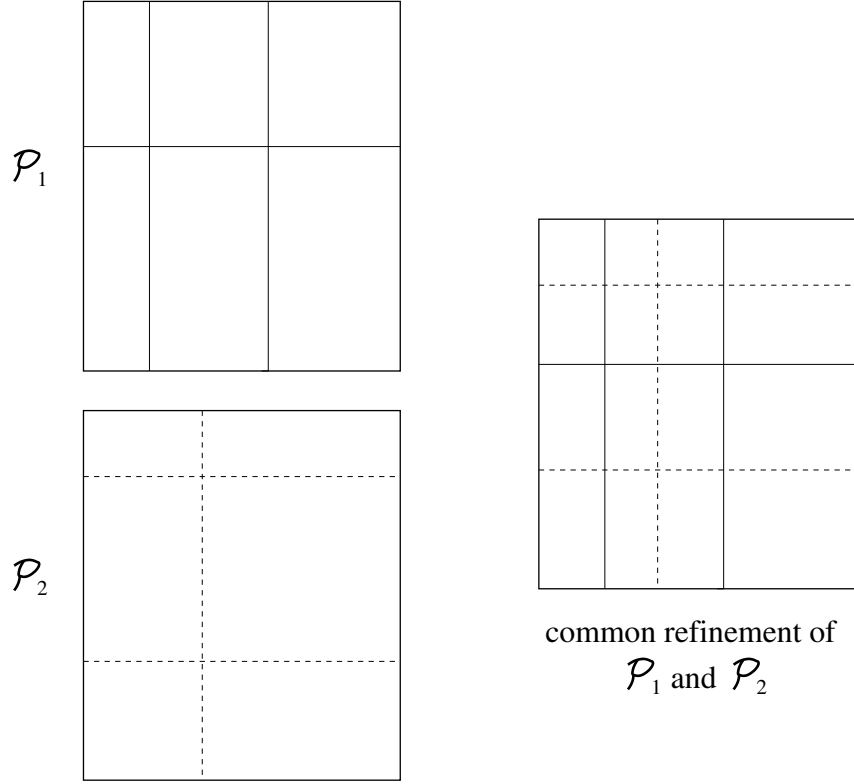 𝒫₁
𝒫₂
common refinement of
𝒫₁ and 𝒫₂